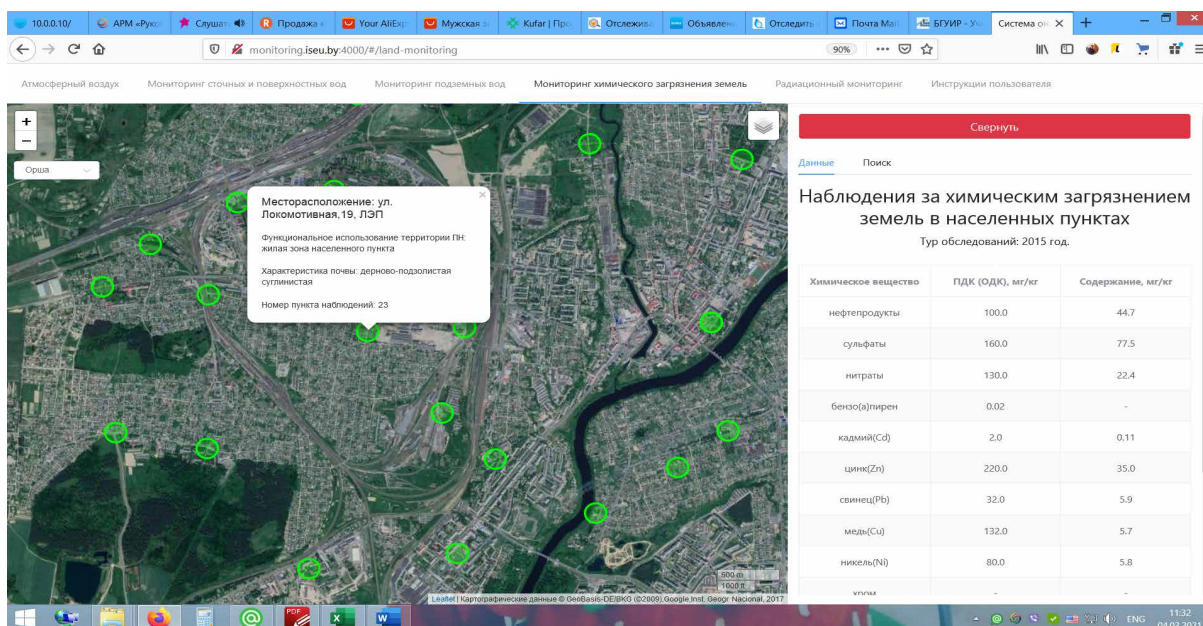 10.0.0.10/ АРМ «Руко Слушат Продажа « Your AliExp Мужская з Kufar | Про Отслежива Объявлен Отследить Почта Mail БГУИР - Ун Система ок
monitoring.iseu.by:4000/#/land-monitoring 90%
Атмосферный воздух Мониторинг сточных и поверхностных вод Мониторинг подземных вод Мониторинг химического загрязнения земель Радиационный мониторинг Инструкции пользователя
+
−
Орша
Месторасположение: ул.
Локомотивная,19, ЛЭП
Функциональное использование территории ПН:
жилая зона населенного пункта
Характеристика почвы: дерново-подзолистая
суглинистая
Номер пункта наблюдений: 23
500 m
1000 ft
Leaflet | Картографические данные © GeoBasis-DE/BKG (©2009),Google,Inst. Geogr. Nacional, 2017
Свернуть
Данные Поиск
Наблюдения за химическим загрязнением
земель в населенных пунктах
Тур обследований: 2015 год.
Химическое вещество ПДК (ОДК), мг/кг Содержание, мг/кг
нефтепродукты 100.0 44.7
сульфаты 160.0 77.5
нитраты 130.0 22.4
бензо(а)пирен 0.02 -
кадмий(Cd) 2.0 0.11
цинк(Zn) 220.0 35.0
свинец(Pb) 32.0 5.9
медь(Cu) 132.0 5.7
никель(Ni) 80.0 5.8
хром - -
ENG 11:32
04.03.2021